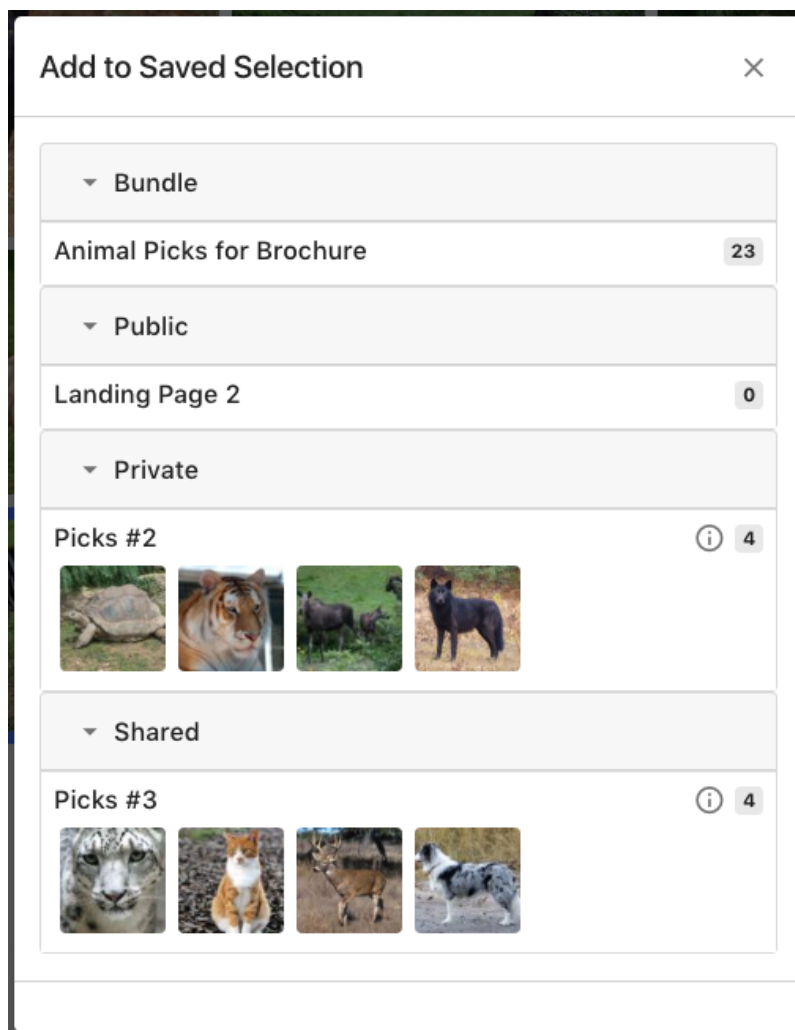 Add to Saved Selection
Bundle
Animal Picks for Brochure 23
Public
Landing Page 2 0
Private
Picks #2 4
Shared
Picks #3 4